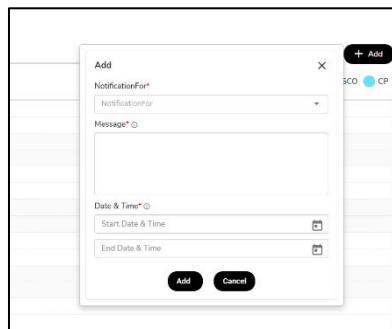 + Add
SCO CP
Add
NotificationFor*
NotificationFor
Message*
Date & Time*
Start Date & Time
End Date & Time
Add Cancel